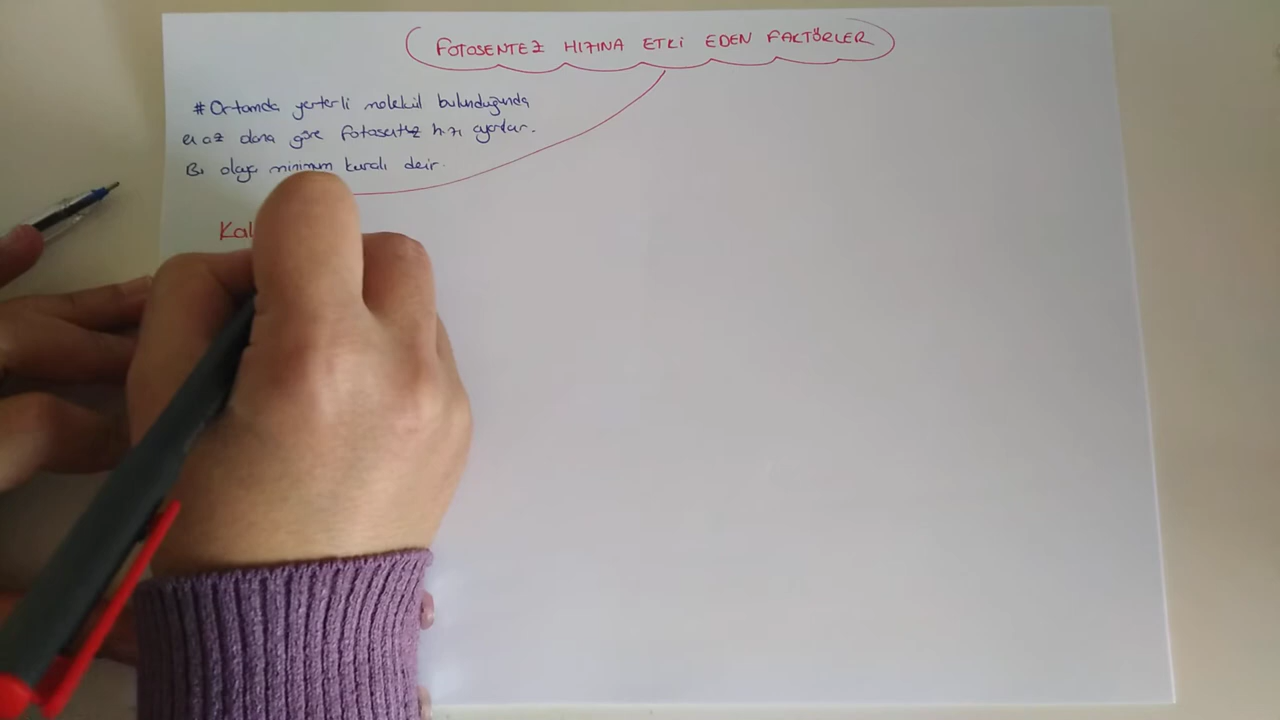 FOTOSENTEZ HIZINA ETKİ EDEN FAKTÖRLER
# Ortamda yeterli molekül bulunduğunda
en az olana göre fotosentez hızı ayarlar.
Bu olaya minimum kuralı denir.
Kal